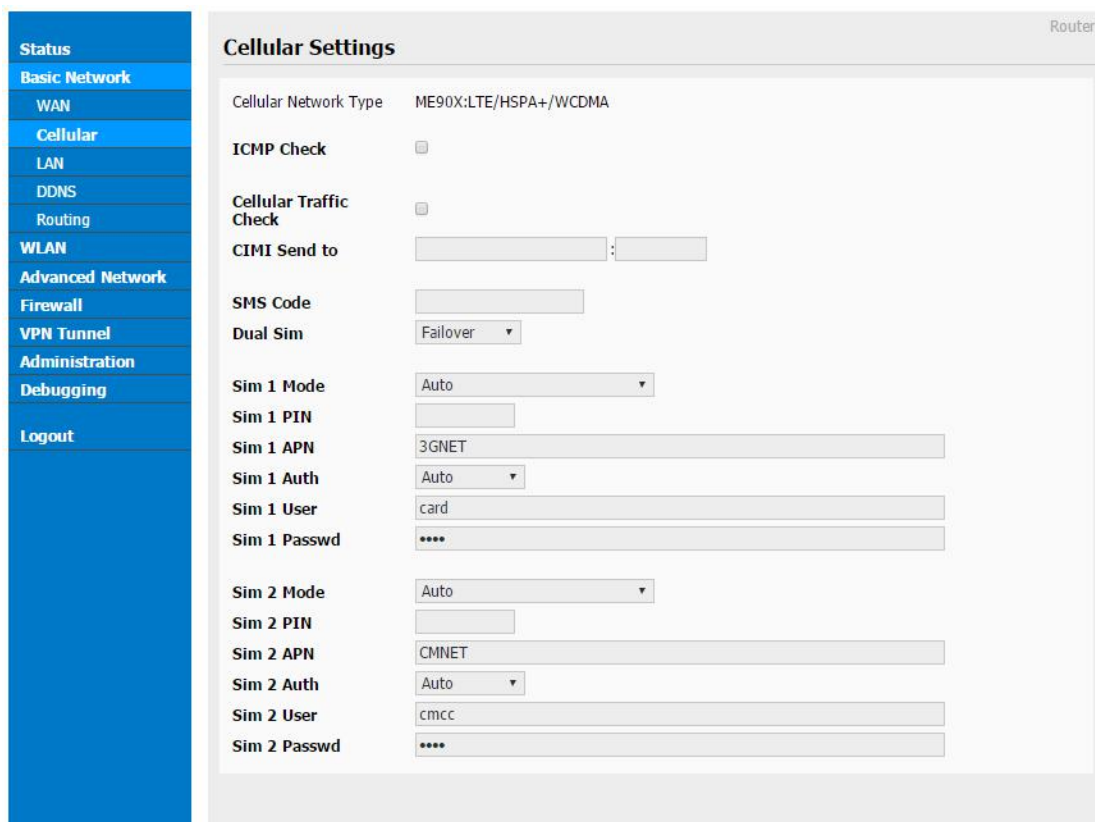 Router
Status
Basic Network
WAN
Cellular
LAN
DDNS
Routing
WLAN
Advanced Network
Firewall
VPN Tunnel
Administration
Debugging
Logout
Cellular Settings
Cellular Network Type ME90X:LTE/HSPA+/WCDMA
ICMP Check
Cellular Traffic
Check
CIMI Send to :
SMS Code
Dual Sim Failover
Sim 1 Mode Auto
Sim 1 PIN
Sim 1 APN 3GNET
Sim 1 Auth Auto
Sim 1 User card
Sim 1 Passwd ••••
Sim 2 Mode Auto
Sim 2 PIN
Sim 2 APN CMNET
Sim 2 Auth Auto
Sim 2 User cmcc
Sim 2 Passwd ••••